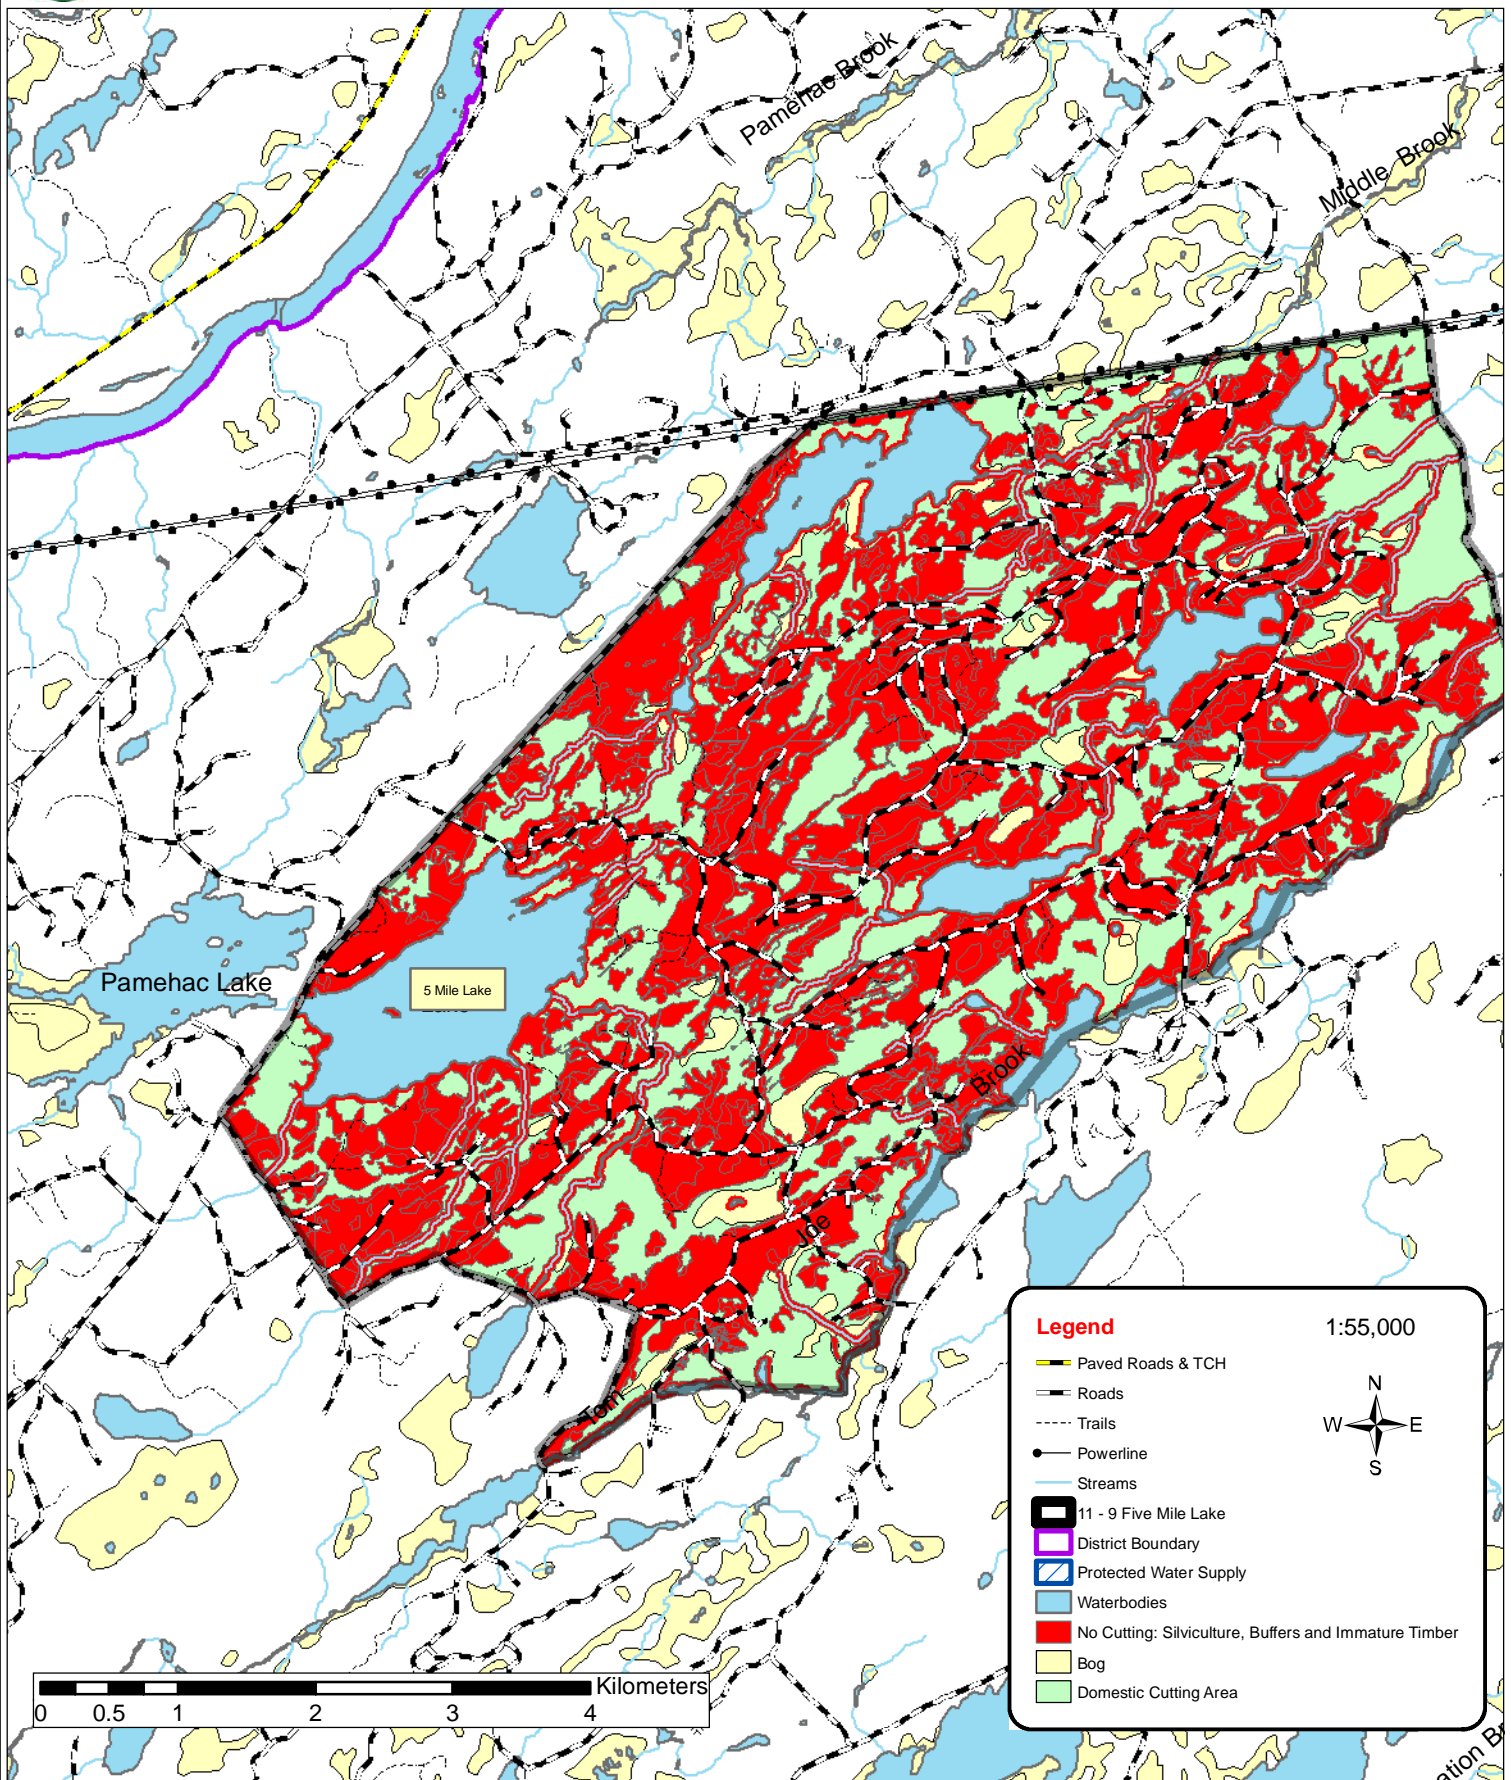 Pamehac Brook
Middle Brook
Pamehac Lake
5 Mile Lake
Brook
Joe
Tom
Legend
1:55,000
Paved Roads & TCH
Roads
Trails
Powerline
Streams
11 - 9 Five Mile Lake
District Boundary
Protected Water Supply
Waterbodies
No Cutting: Silviculture, Buffers and Immature Timber
Bog
Domestic Cutting Area
N
W E
S
Kilometers
0 0.5 1 2 3 4